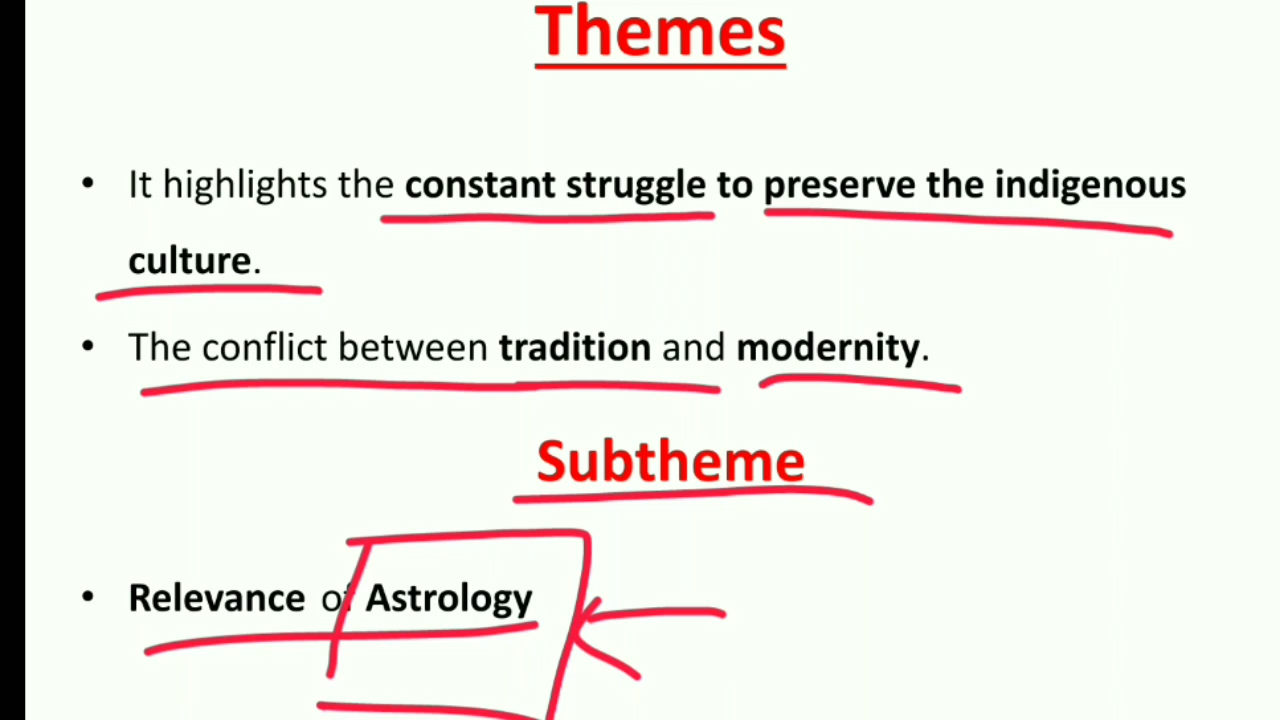 Themes
• It highlights the constant struggle to preserve the indigenous
culture.
• The conflict between tradition and modernity.
Subtheme
• Relevance of Astrology